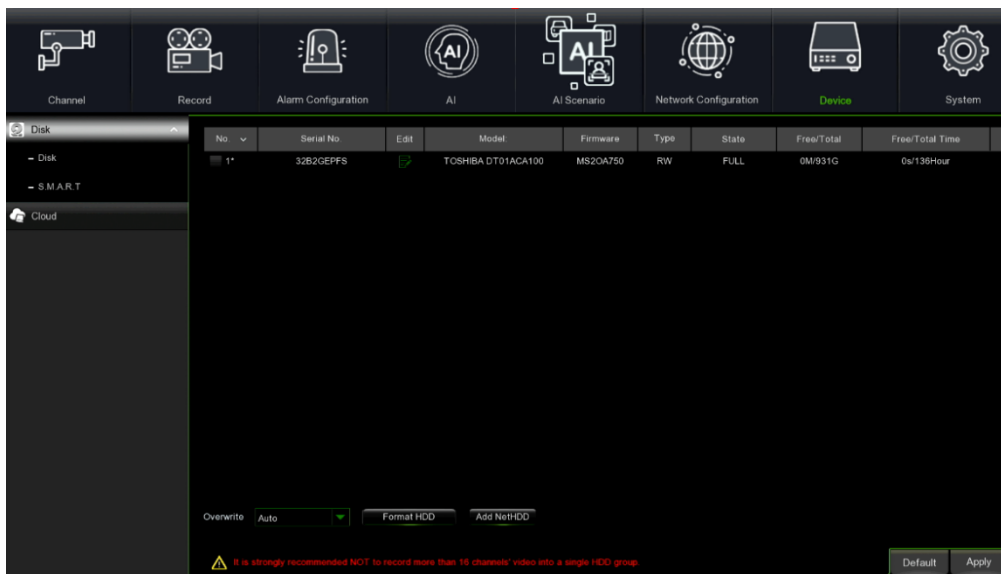 AI
AI
Channel Record Alarm Configuration AI AI Scenario Network Configuration Device System
Disk
No. Serial No. Edit Model: Firmware Type State Free/Total Free/Total Time
– Disk
1* 32B2GEPFS TOSHIBA DT01ACA100 MS2OA750 RW FULL 0M/931G 0s/136Hour
– S.M.A.R.T
Cloud
Overwrite Auto Format HDD Add NetHDD
It is strongly recommended NOT to record more than 16 channels' video into a single HDD group.
Default Apply